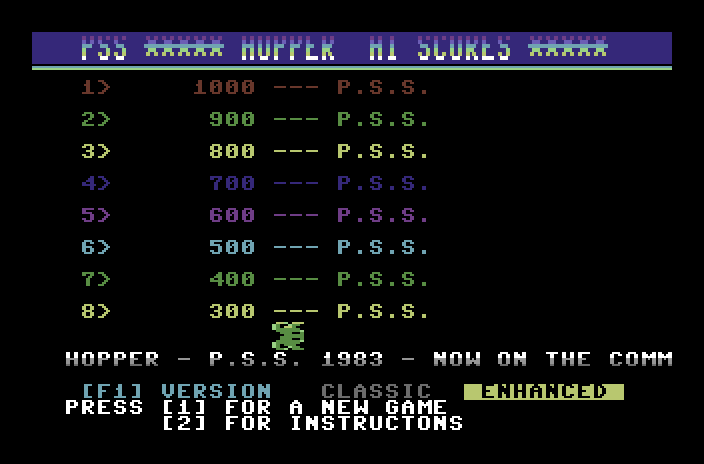 PSS ***** HOPPER HI SCORES *****
1> 1000 --- P.S.S.
2> 900 --- P.S.S.
3> 800 --- P.S.S.
4> 700 --- P.S.S.
5> 600 --- P.S.S.
6> 500 --- P.S.S.
7> 400 --- P.S.S.
8> 300 --- P.S.S.
HOPPER - P.S.S. 1983 - NOW ON THE COMM
[F1] VERSION CLASSIC ENHANCED
PRESS [1] FOR A NEW GAME
[2] FOR INSTRUCTONS